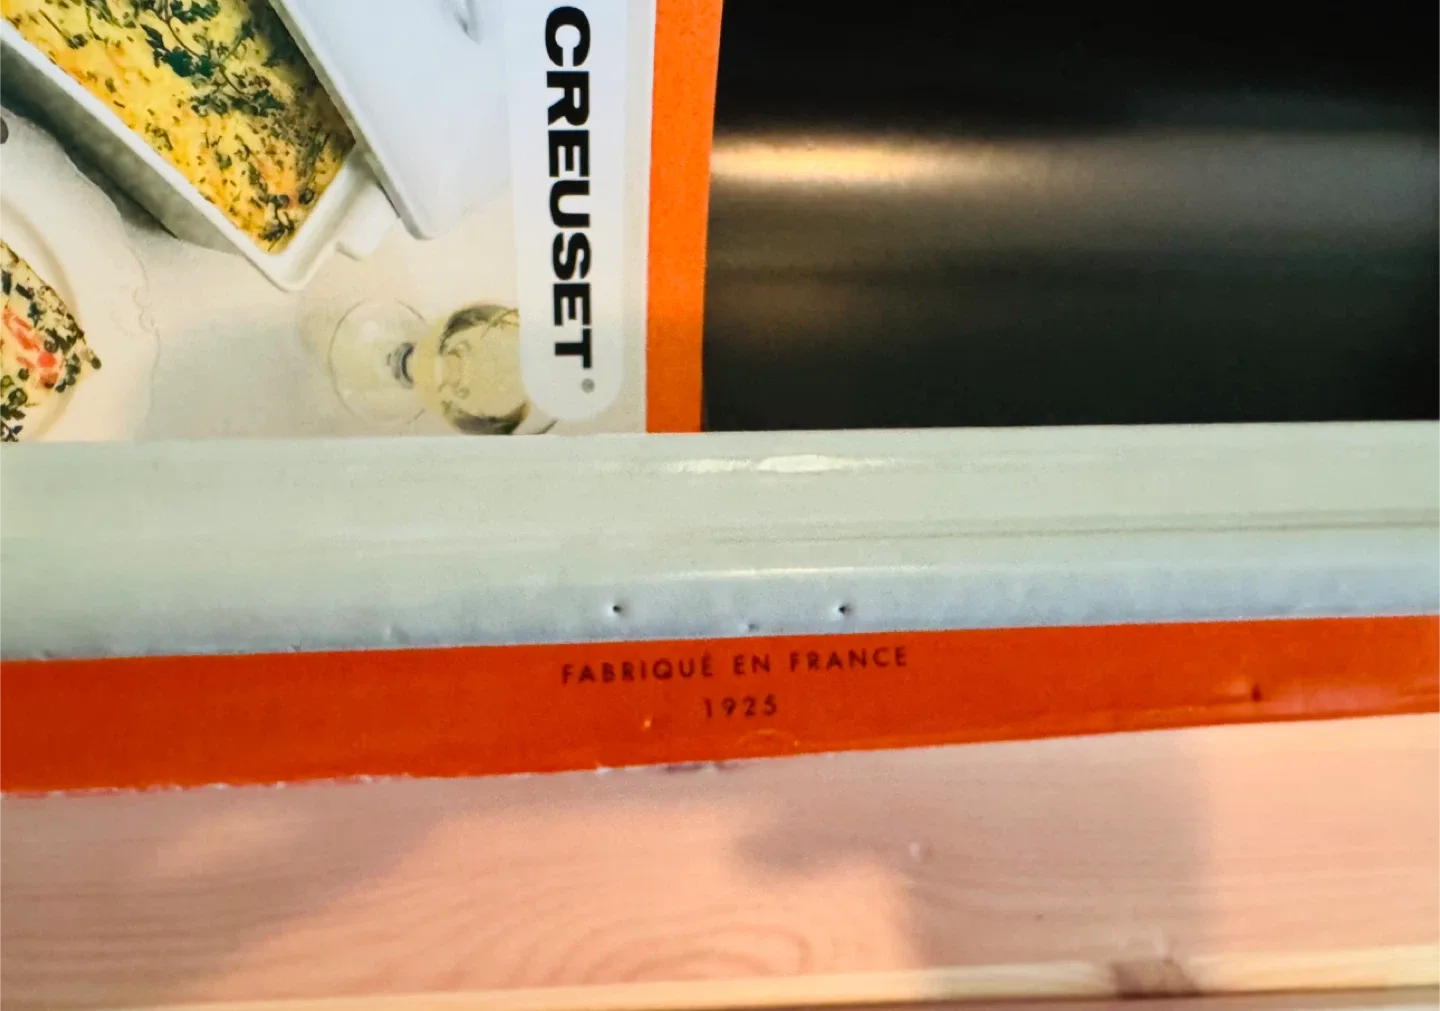 CREUSET®
FABRIQUÉ EN FRANCE
1925